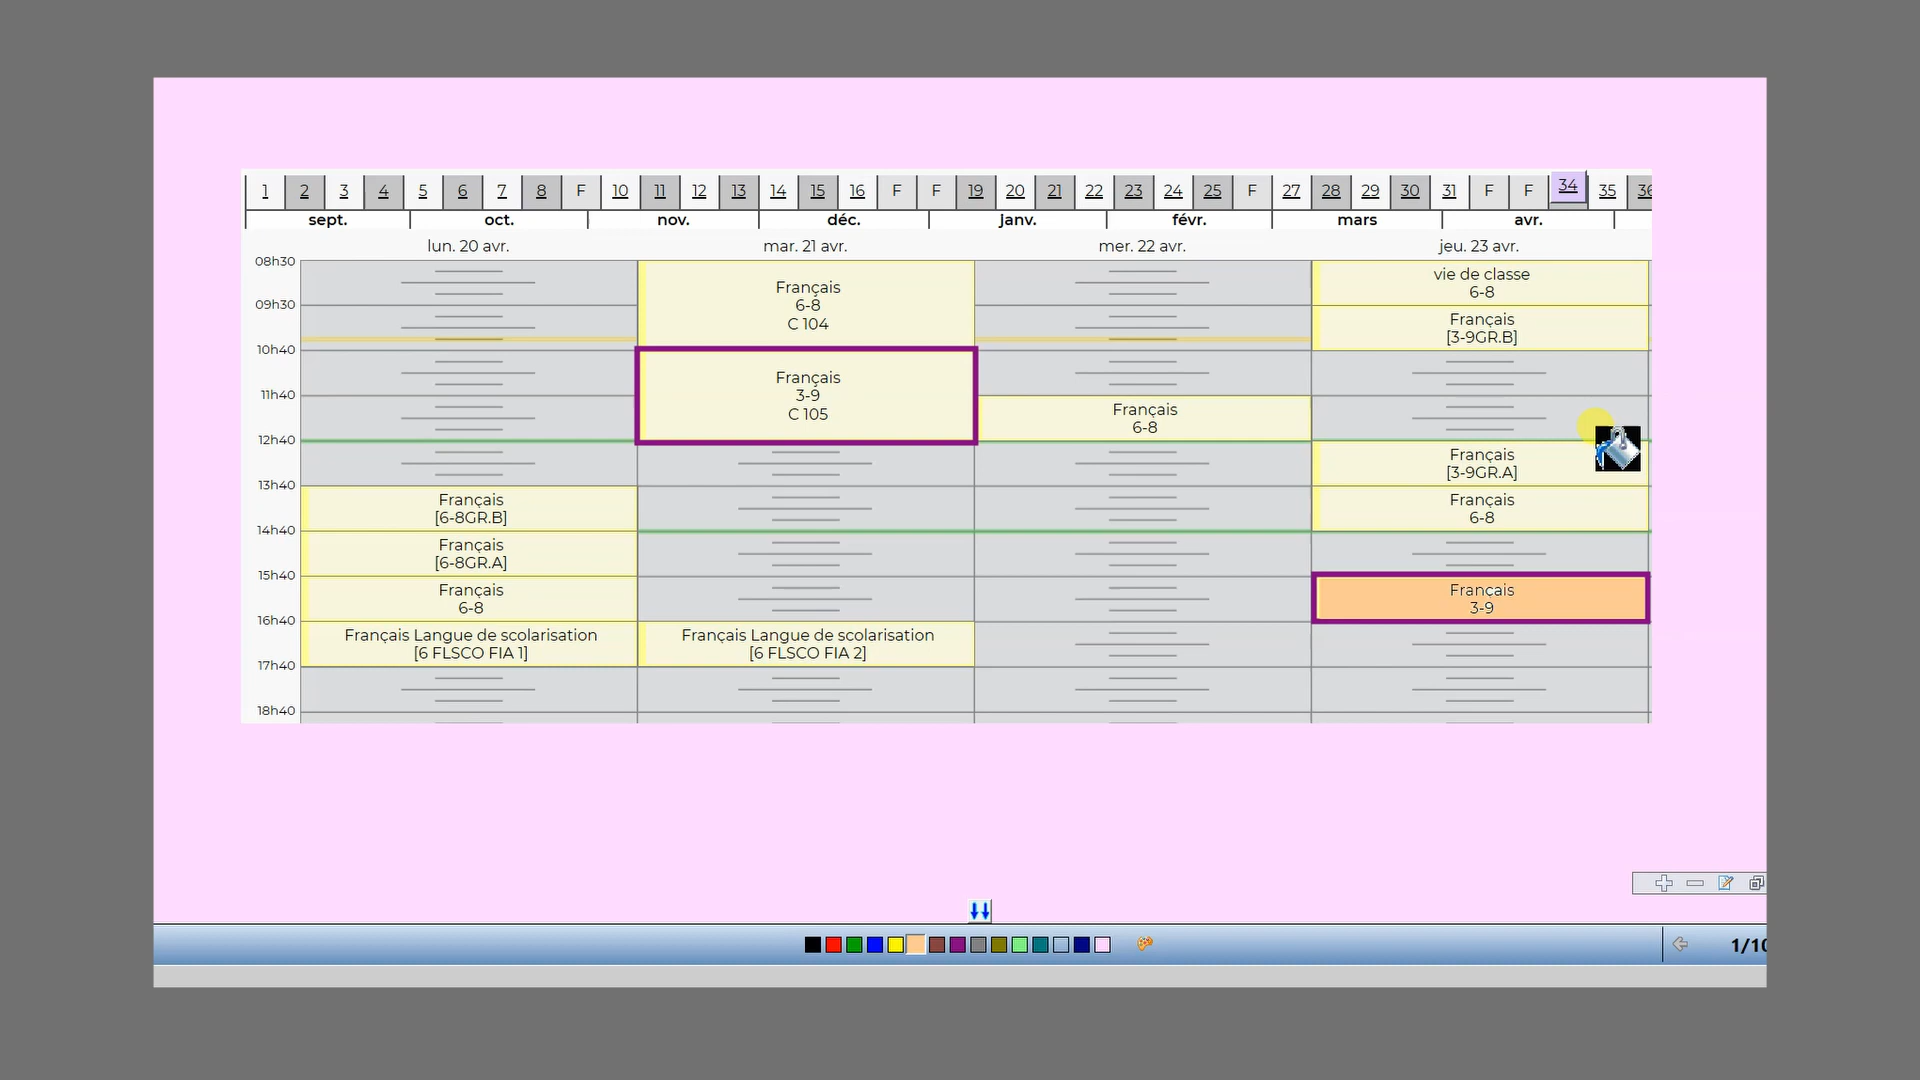 1 2 3 4 5 6 7 8 F 10 11 12 13 14 15 16 F F 19 20 21 22 23 24 25 F 27 28 29 30 31 F F 34 35 36
sept. oct. nov. déc. janv. févr. mars avr.
lun. 20 avr. mar. 21 avr. mer. 22 avr. jeu. 23 avr.
08h30
09h30
10h40
11h40
12h40
13h40
14h40
15h40
16h40
17h40
18h40
Français
[6-8GR.B]
Français
[6-8GR.A]
Français
6-8
Français Langue de scolarisation
[6 FLSCO FIA 1]
Français
6-8
C 104
Français
3-9
C 105
Français Langue de scolarisation
[6 FLSCO FIA 2]
Français
6-8
vie de classe
6-8
Français
[3-9GR.B]
Français
[3-9GR.A]
Français
6-8
Français
3-9
1/10